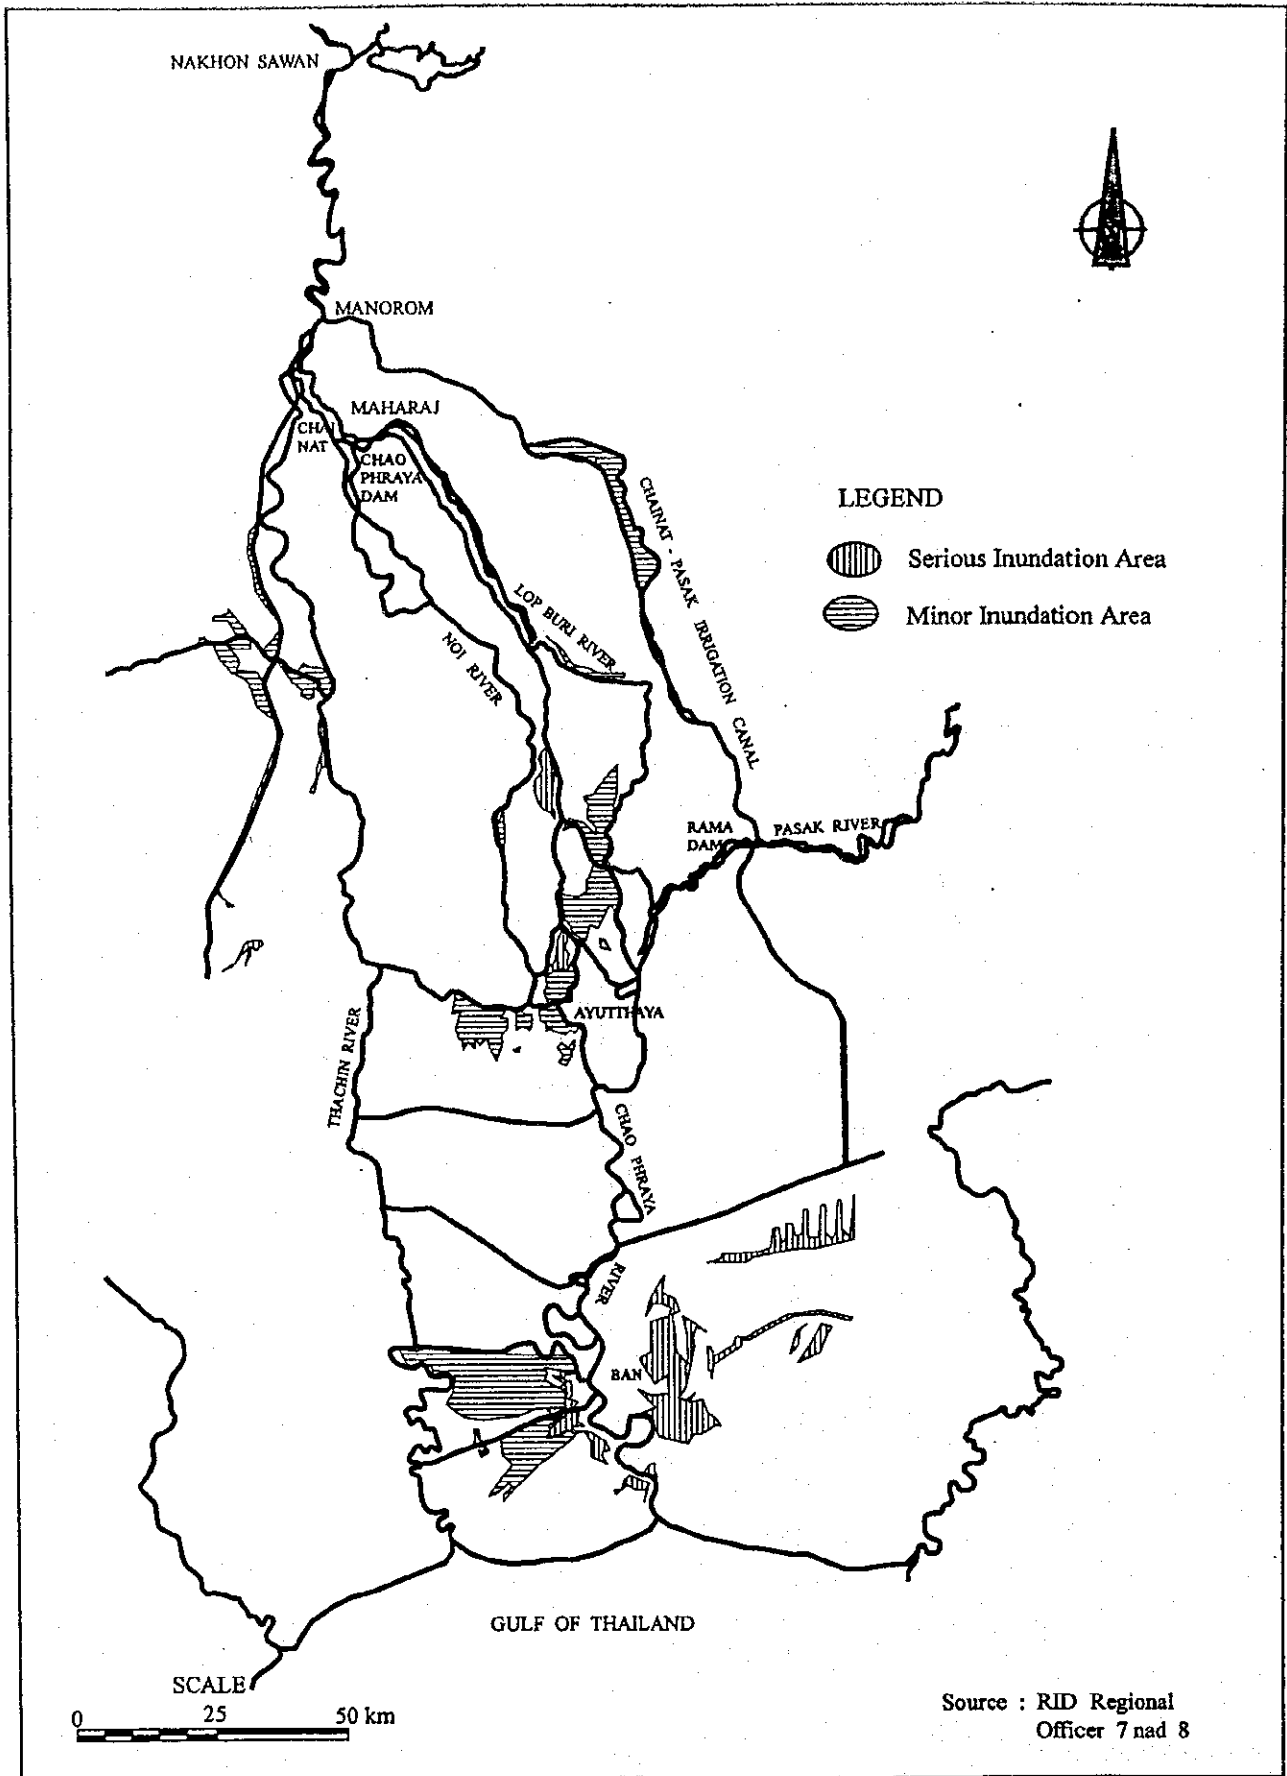 NAKHON SAWAN
MANOROM
MAHARAJ
CHAI
NAT
CHAO
PHRAYA
DAM
CHAINAT - PASAK IRRIGATION CANAL
LEGEND
Serious Inundation Area
Minor Inundation Area
LOP BURI RIVER
NOI RIVER
RAMA
DAM
PASAK RIVER
AYUTTHAYA
THACHIN RIVER
CHAO PHRAYA
RIVER
BAN
GULF OF THAILAND
SCALE
0 25 50 km
Source : RID Regional
Officer 7 nad 8